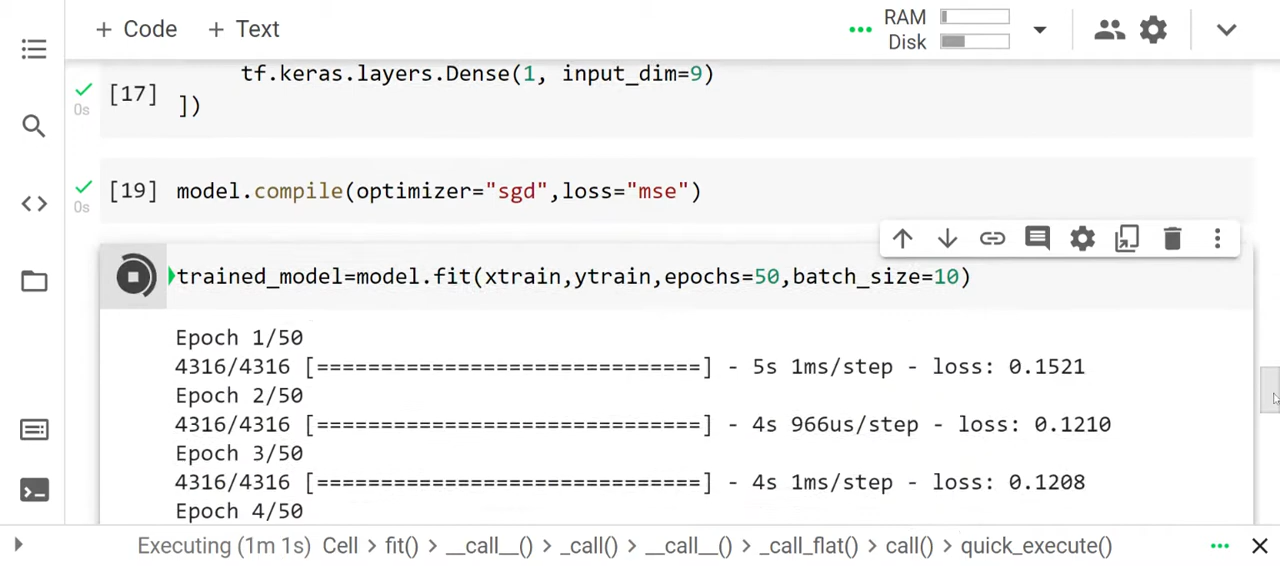 + Code + Text
RAM
Disk
tf.keras.layers.Dense(1, input_dim=9)
[17]
])
0s
[19] model.compile(optimizer="sgd",loss="mse")
0s
trained_model=model.fit(xtrain,ytrain,epochs=50,batch_size=10)
Epoch 1/50
4316/4316 [==============================] - 5s 1ms/step - loss: 0.1521
Epoch 2/50
4316/4316 [==============================] - 4s 966us/step - loss: 0.1210
Epoch 3/50
4316/4316 [==============================] - 4s 1ms/step - loss: 0.1208
Epoch 4/50
Executing (1m 1s) Cell > fit() > __call__() > _call() > __call__() > _call_flat() > call() > quick_execute()